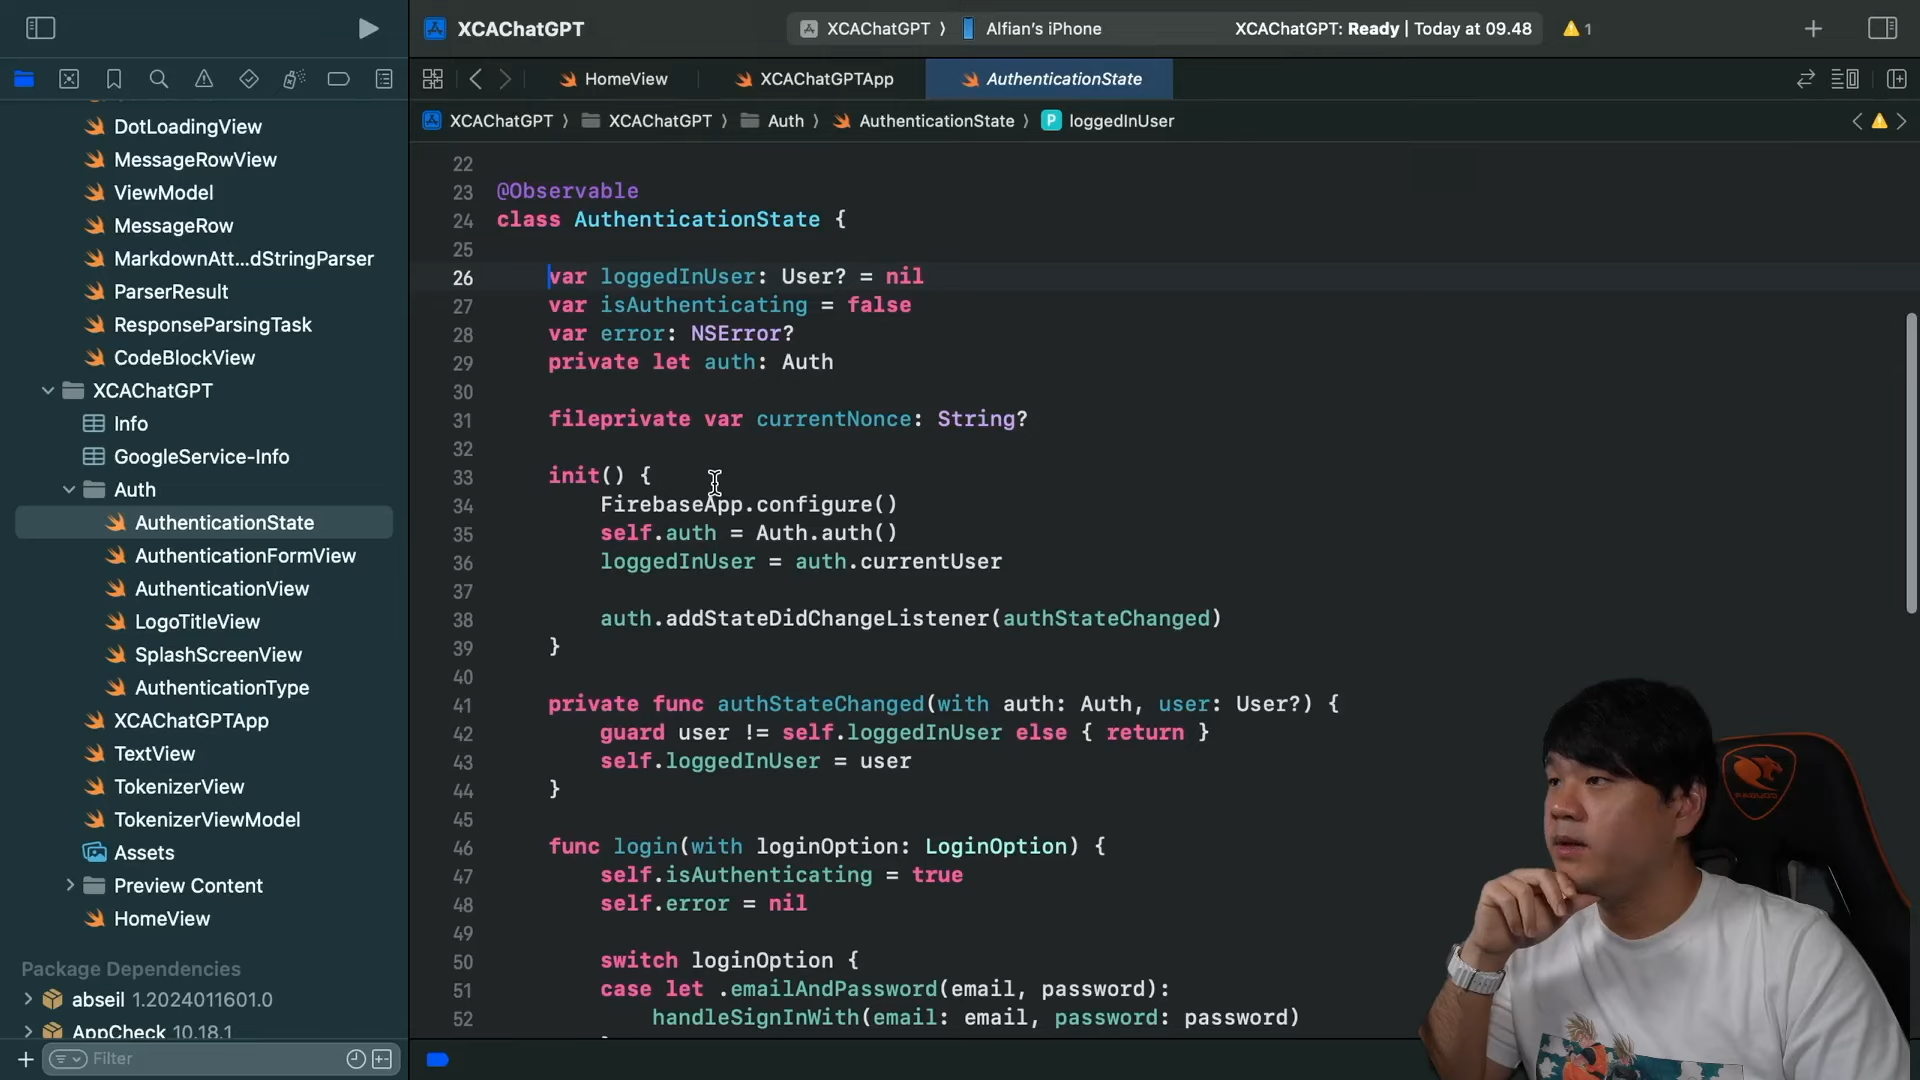 XCAChatGPT
XCAChatGPT 〉 Alfian's iPhone
XCAChatGPT: Ready | Today at 09.48
1
HomeView
XCAChatGPTApp
AuthenticationState
XCAChatGPT 〉 XCAChatGPT 〉 Auth 〉 AuthenticationState 〉 P loggedInUser
DotLoadingView
MessageRowView
ViewModel
MessageRow
MarkdownAtt...dStringParser
ParserResult
ResponseParsingTask
CodeBlockView
XCAChatGPT
Info
GoogleService-Info
Auth
AuthenticationState
AuthenticationFormView
AuthenticationView
LogoTitleView
SplashScreenView
AuthenticationType
XCAChatGPTApp
TextView
TokenizerView
TokenizerViewModel
Assets
Preview Content
HomeView
Package Dependencies
abseil 1.2024011601.0
AppCheck 10.18.1
Filter
22
23 @Observable
24 class AuthenticationState {
25
26 var loggedInUser: User? = nil
27 var isAuthenticating = false
28 var error: NSError?
29 private let auth: Auth
30
31 fileprivate var currentNonce: String?
32
33 init() {
34 FirebaseApp.configure()
35 self.auth = Auth.auth()
36 loggedInUser = auth.currentUser
37
38 auth.addStateDidChangeListener(authStateChanged)
39 }
40
41 private func authStateChanged(with auth: Auth, user: User?) {
42 guard user != self.loggedInUser else { return }
43 self.loggedInUser = user
44 }
45
46 func login(with loginOption: LoginOption) {
47 self.isAuthenticating = true
48 self.error = nil
49
50 switch loginOption {
51 case let .emailAndPassword(email, password):
52 handleSignInWith(email: email, password: password)